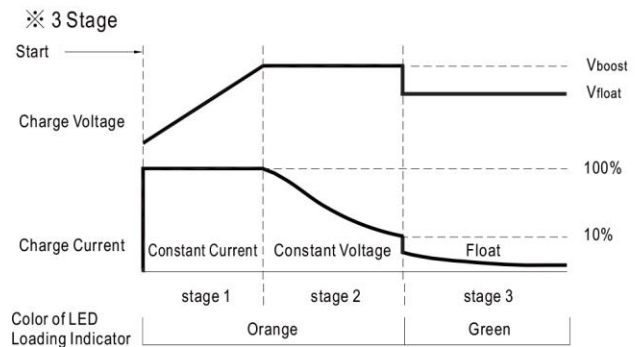 ※ 3 Stage
Start
Vboost
Vfloat
Charge Voltage
100%
10%
Charge Current
Constant Current
Constant Voltage
Float
stage 1
stage 2
stage 3
Color of LED
Loading Indicator
Orange
Green